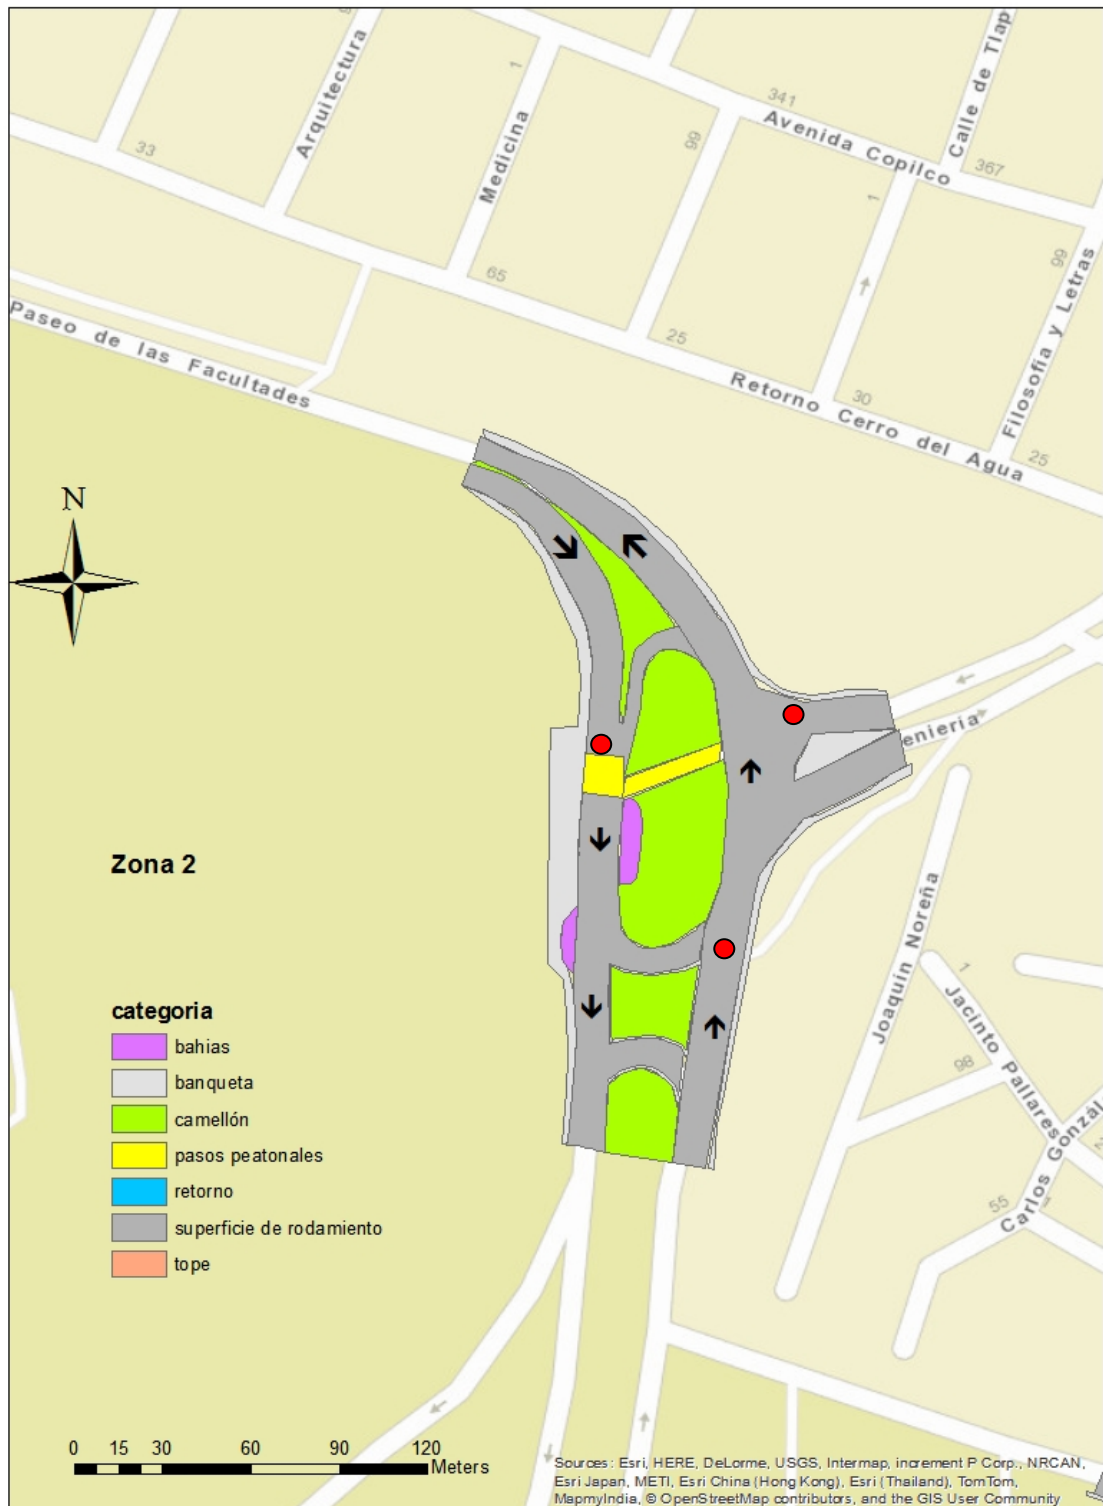 Arquitectura
33
Medicina
1
99
341
Avenida Copilco
Calle de Tlap
367
1
99
Filosofía y Letras
65
25
Retorno Cerro del Agua
30
25
Paseo de las Facultades
N
enieria
Zona 2
Joaquín Noreña
1
Jacinto Pallares
98
55
Carlos Gonzál
categoria
bahias
banqueta
camellón
pasos peatonales
retorno
superficie de rodamiento
tope
0 15 30 60 90 120
Meters
Sources: Esri, HERE, DeLorme, USGS, Intermap, increment P Corp., NRCAN,
Esri Japan, METI, Esri China (Hong Kong), Esri (Thailand), TomTom,
MapmyIndia, © OpenStreetMap contributors, and the GIS User Community